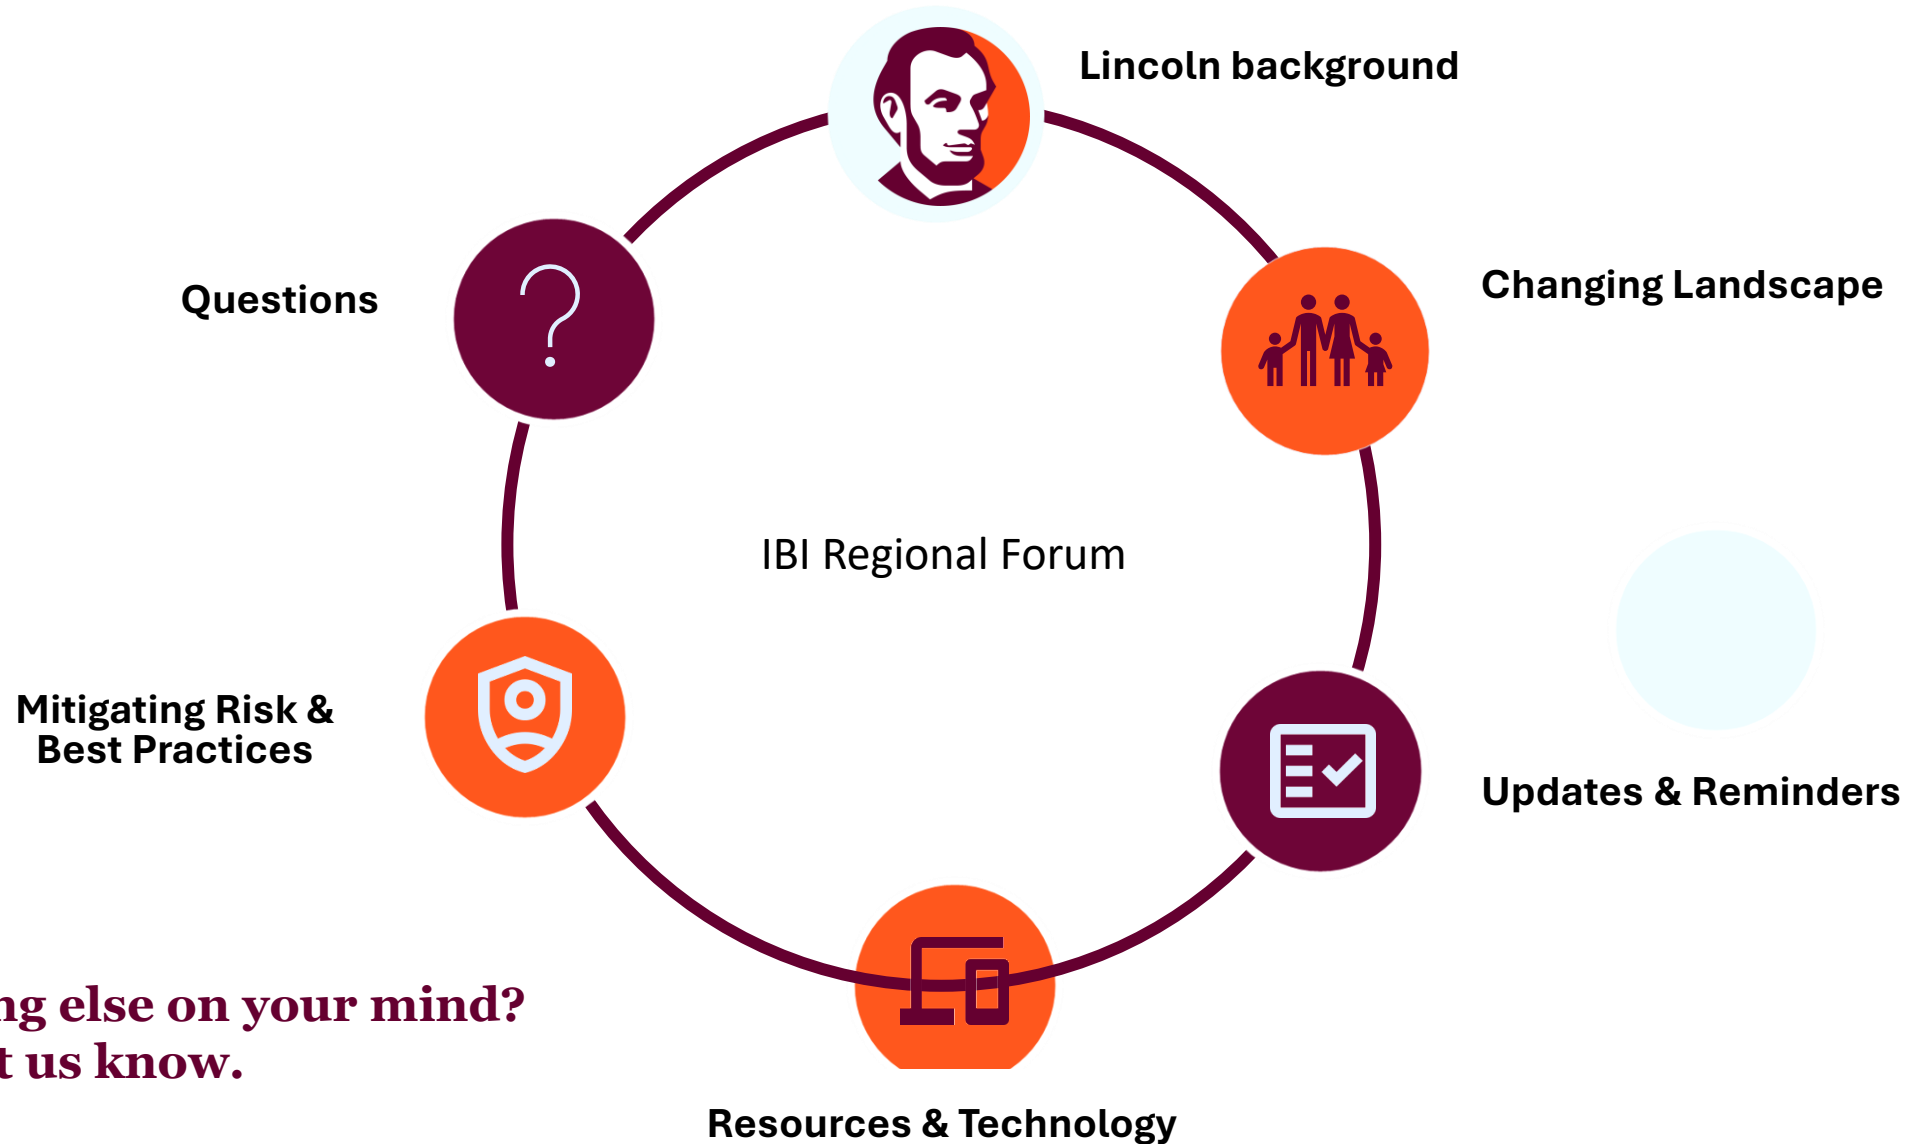 Lincoln background
Changing Landscape
Questions
IBI Regional Forum
Mitigating Risk &
Best Practices
Updates & Reminders
else on your mind?
us know.
Resources & Technology